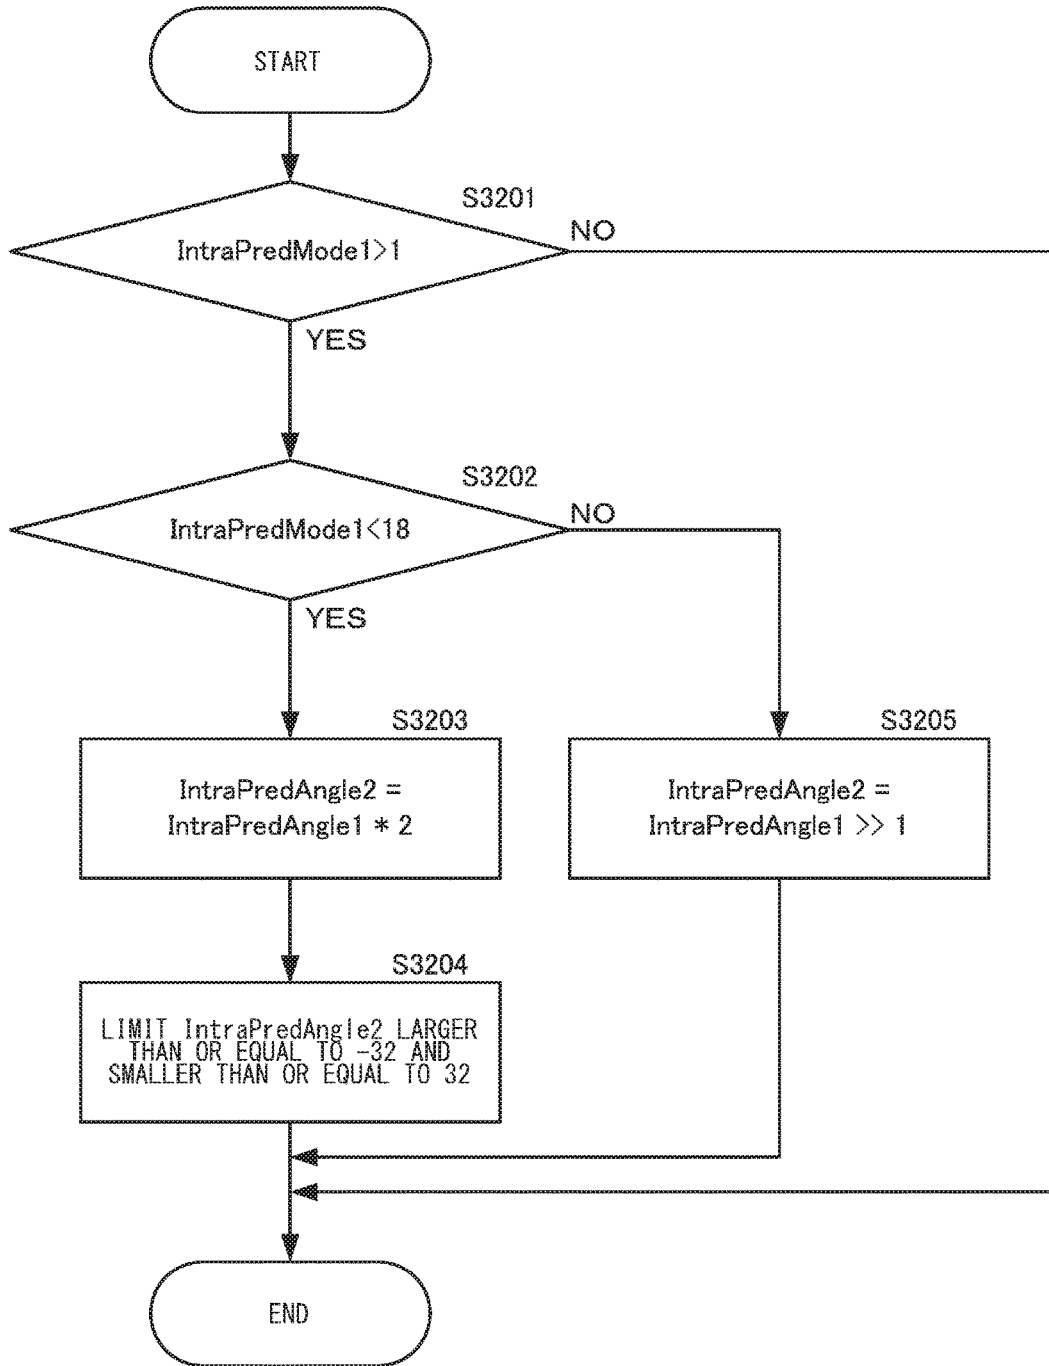 START
S3201
IntraPredMode1>1
NO
YES
S3202
IntraPredMode1<18
NO
YES
S3203
IntraPredAngle2 =
IntraPredAngle1 * 2
S3205
IntraPredAngle2 =
IntraPredAngle1 >> 1
S3204
LIMIT IntraPredAngle2 LARGER
THAN OR EQUAL TO -32 AND
SMALLER THAN OR EQUAL TO 32
END